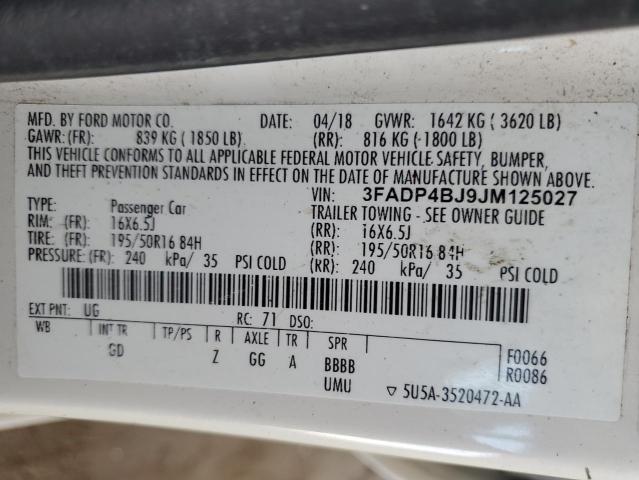 MFD. BY FORD MOTOR CO. DATE: 04/18 GVWR: 1642 KG ( 3620 LB)
GAWR:(FR): 839 KG ( 1850 LB) (RR): 816 KG ( 1800 LB)
THIS VEHICLE CONFORMS TO ALL APPLICABLE FEDERAL MOTOR VEHICLE SAFETY, BUMPER,
AND THEFT PREVENTION STANDARDS IN EFFECT ON THE DATE OF MANUFACTURE SHOWN ABOVE.
VIN: 3FADP4BJ9JM125027
TYPE: Passenger Car TRAILER TOWING - SEE OWNER GUIDE
RIM: 16X6.5J (RR): 16X6.5J
TIRE: 195/50R16 84H (RR): 195/50R16 84H
PRESSURE: (FR): 240 kPa/ 35 PSI COLD (RR): 240 kPa/ 35 PSI COLD
EXT PNT: UG RC: 71 DSO:
WB INT TR TP/PS R AXLE TR SPR F0066
GD Z GG A BBBB R0086
UMU ▽ 5U5A-3520472-AA